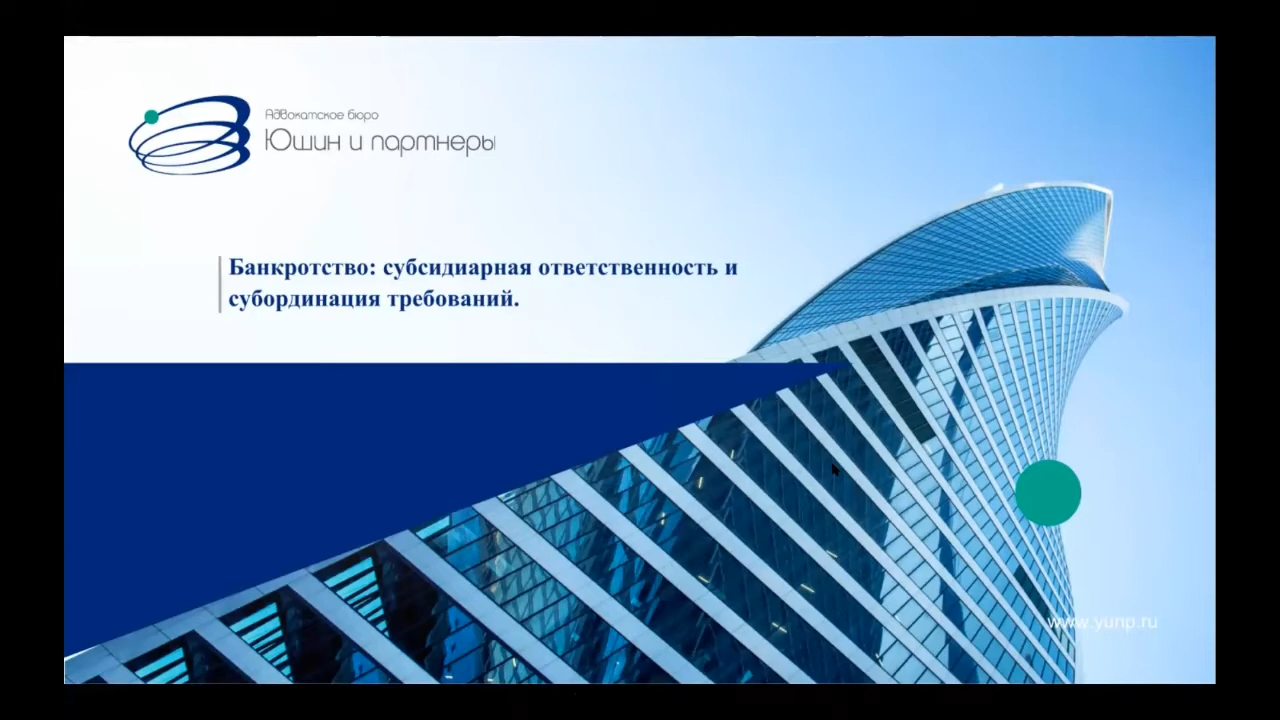 Адвокатское бюро
Юшин и партнеры
Банкротство: субсидиарная ответственность и
субординация требований.
www.yunp.ru